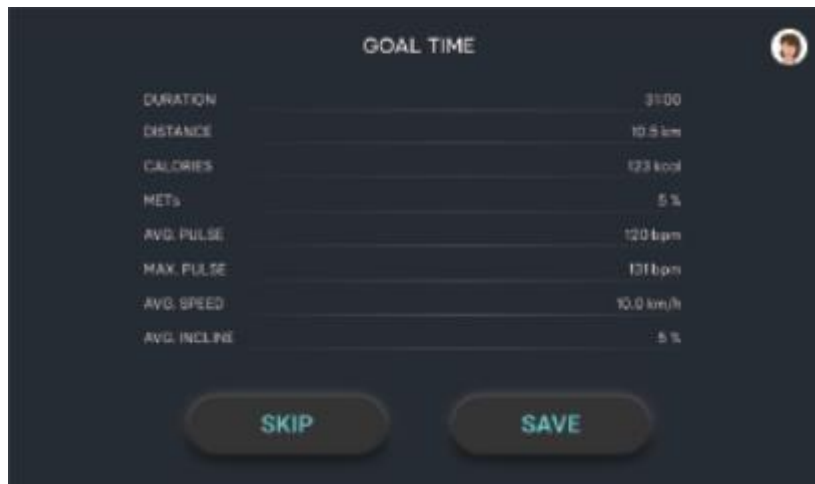 GOAL TIME
DURATION 31:00
DISTANCE 10.5 km
CALORIES 123 kcal
METs 5 %
AVG. PULSE 120 bpm
MAX. PULSE 131 bpm
AVG. SPEED 10.0 km/h
AVG. INCLINE 5 %
SKIP SAVE